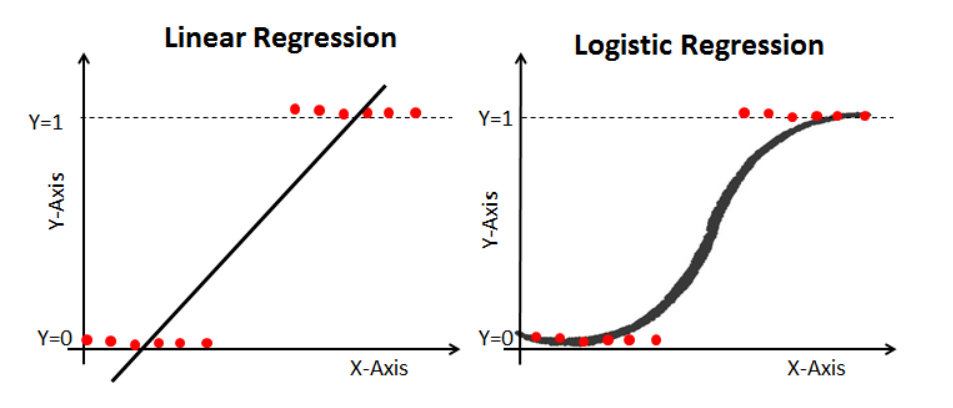 Linear Regression
Y=1
Y-Axis
Y=0
X-Axis
Logistic Regression
Y=1
Y-Axis
Y=0
X-Axis